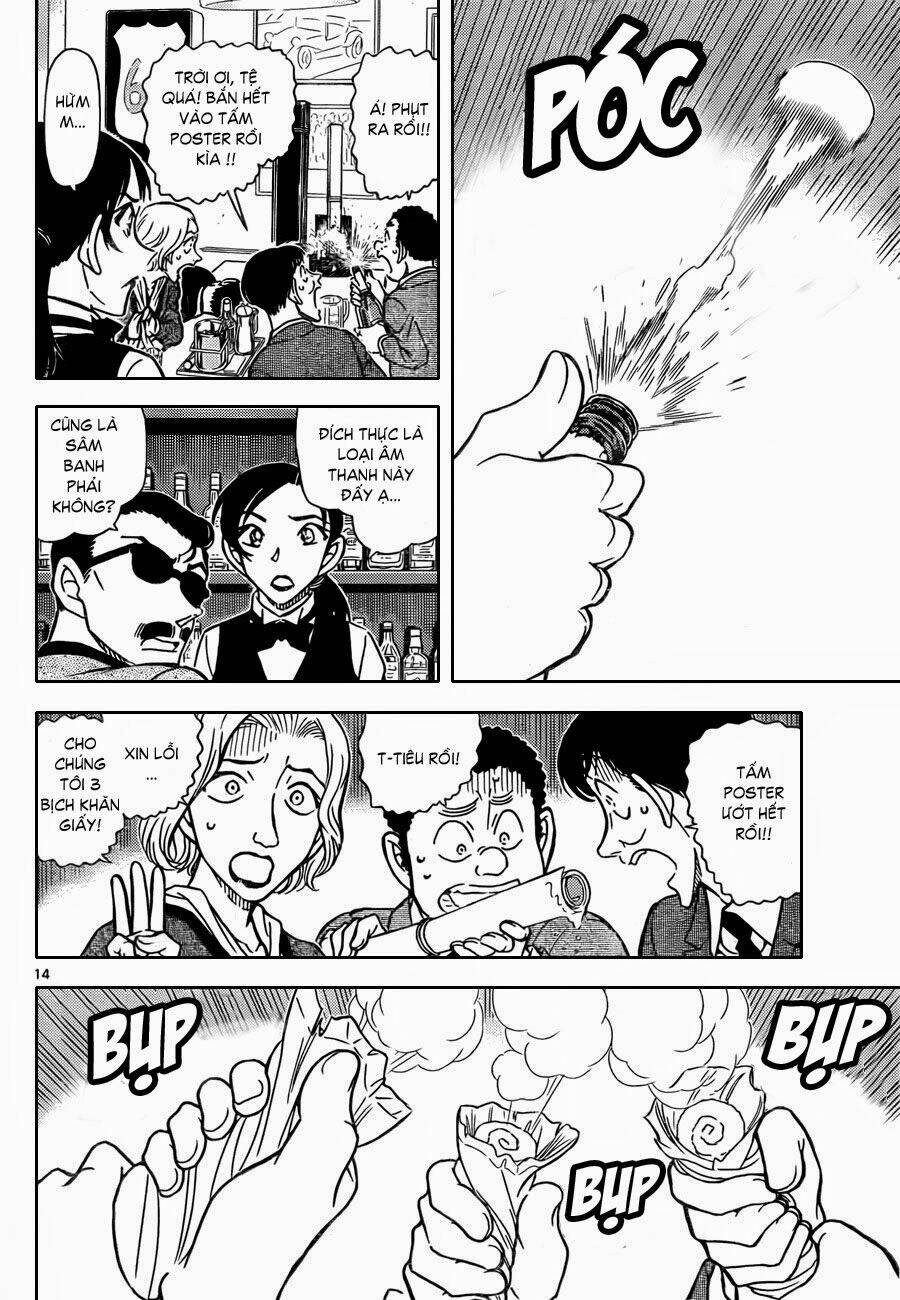 PÓC
Á! PHỤT
RA RỒI!!
TRỜI ƠI, TỆ
QUÁ! BẮN HẾT
VÀO TẤM
POSTER RỒI
KÌA !!
HỪM
M...
6
ĐÍCH THỰC LÀ
LOẠI ÂM
THANH NÀY
ĐẤY Ạ...
CŨNG LÀ
SÂM
BANH
PHẢI
KHÔNG?
TẤM
POSTER
ƯỚT HẾT
RỒI!!
T-TIÊU RỒI!
XIN LỖI
...
CHO
CHÚNG
TÔI 3
BỊCH KHĂN
GIẤY!
14
BỤP
BỤP
BỤP